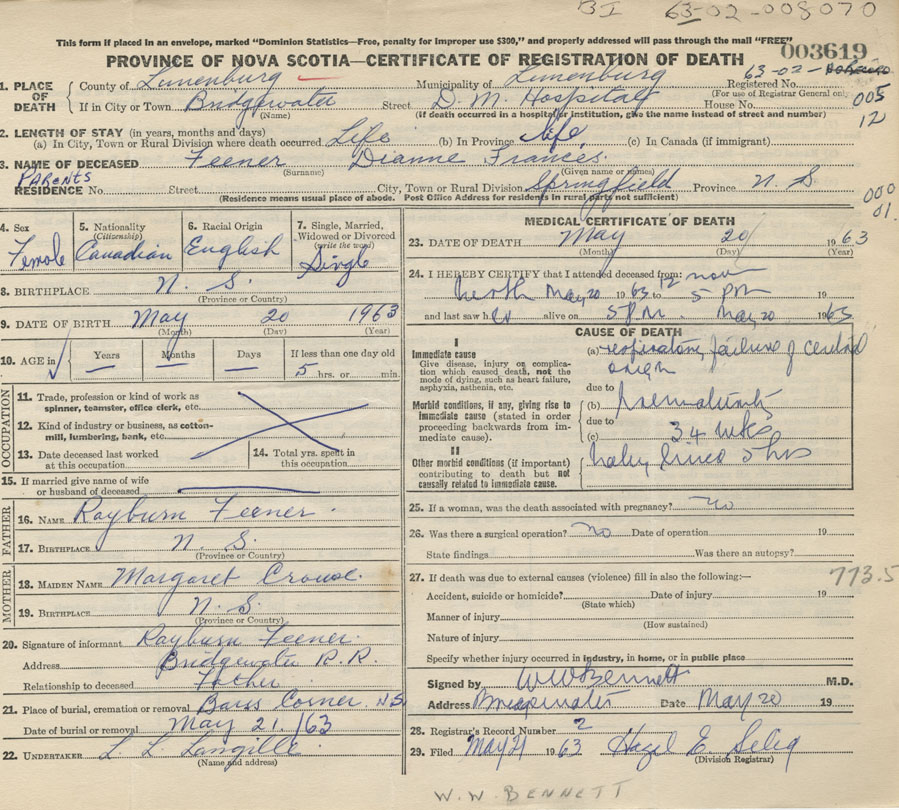 BI 63-02-008070
This form if placed in an envelope, marked "Dominion Statistics—Free, penalty for improper use $300," and properly addressed will pass through the mail "FREE"
003619
PROVINCE OF NOVA SCOTIA—CERTIFICATE OF REGISTRATION OF DEATH
63-02-
1. PLACE OF DEATH County of Lunenburg Municipality of Lunenburg Registered No.
(For use of Registrar General only)
If in City or Town Bridgewater Street D. M. Hospital House No.
(Name) (If death occurred in a hospital or institution, give the name instead of street and number)
005
12
2. LENGTH OF STAY (in years, months and days)
(a) In City, Town or Rural Division where death occurred Life (b) In Province Life (c) In Canada (if immigrant)
3. NAME OF DECEASED Feener Dianne Frances.
(Surname) (Given name or names)
PARENTS
RESIDENCE No. Street City, Town or Rural Division Springfield Province N. S.
(Residence means usual place of abode. Post Office Address for residents in rural parts not sufficient)
000
01.
4. Sex Female
5. Nationality (Citizenship) Canadian
6. Racial Origin English
7. Single, Married, Widowed or Divorced (write the word) Single
8. BIRTHPLACE N. S.
(Province or Country)
9. DATE OF BIRTH May 20 1963
(Month) (Day) (Year)
10. AGE in Years Months Days If less than one day old
— — — 5 hrs. or min.
OCCUPATION
11. Trade, profession or kind of work as spinner, teamster, office clerk, etc.
12. Kind of industry or business, as cotton-mill, lumbering, bank, etc.
13. Date deceased last worked at this occupation
14. Total yrs. spent in this occupation
15. If married give name of wife or husband of deceased
FATHER
16. NAME Rayburn Feener.
17. BIRTHPLACE N. S.
(Province or Country)
MOTHER
18. MAIDEN NAME Margaret Crouse.
19. BIRTHPLACE N. S.
(Province or Country)
20. Signature of informant Rayburn Feener.
Address Bridgewater R. R.
Relationship to deceased Father
21. Place of burial, cremation or removal Barss Corner, N.S.
Date of burial or removal May 21, /63
22. UNDERTAKER L. L. Langille.
(Name and address)
MEDICAL CERTIFICATE OF DEATH
23. DATE OF DEATH May 20 1963
(Month) (Day) (Year)
24. I HEREBY CERTIFY that I attended deceased from: 12 noon
birth May 20 1963 to 5 pm 19
and last saw her alive on 5 P.M. May 20 1963
CAUSE OF DEATH
I
Immediate cause
Give disease, injury or complication which caused death, not the mode of dying, such as heart failure, asphyxia, asthenia, etc.
(a) respiratory failure of central origin
due to
Morbid conditions, if any, giving rise to immediate cause (stated in order proceeding backwards from immediate cause).
(b) prematurity
due to
(c) 34 wks
II
Other morbid conditions (if important) contributing to death but not causally related to immediate cause.
baby lived 5 hrs
25. If a woman, was the death associated with pregnancy? no
26. Was there a surgical operation? no Date of operation 19
State findings Was there an autopsy?
27. If death was due to external causes (violence) fill in also the following:—
773.5
Accident, suicide or homicide? Date of injury 19
(State which)
Manner of injury
(How sustained)
Nature of injury
Specify whether injury occurred in industry, in home, or in public place
Signed by WW Bennett M.D.
Address Bridgewater Date May 20 19
28. Registrar's Record Number 2
29. Filed May 21 1963 Hazel E. Seleg
(Division Registrar)
W. W. BENNETT